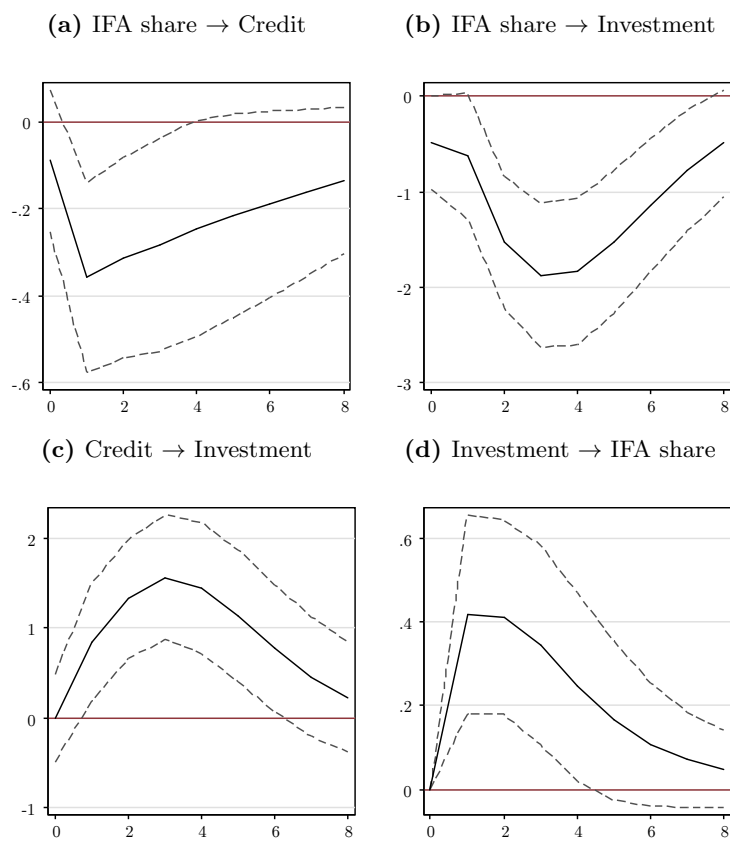 (a) IFA share → Credit
(b) IFA share → Investment
0
-.2
-.4
-.6
0 2 4 6 8
0
-1
-2
-3
0 2 4 6 8
(c) Credit → Investment
(d) Investment → IFA share
2
1
0
-1
0 2 4 6 8
.6
.4
.2
0
0 2 4 6 8